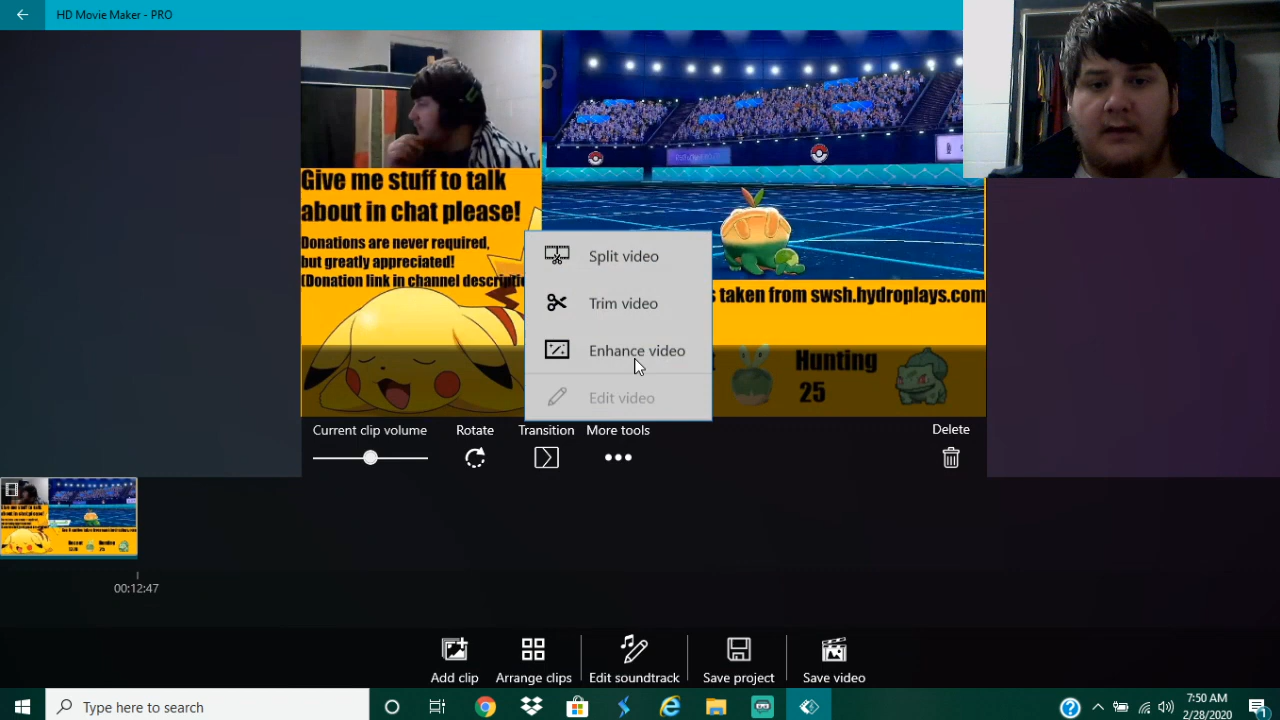 HD Movie Maker - PRO
Give me stuff to talk
about in chat please!
Donations are never required,
but greatly appreciated!
(Donation link in channel
taken from swsh.hydroplays.com
Hunting
25
Split video
Trim video
Enhance video
Edit video
Current clip volume
Rotate
Transition
More tools
Delete
00:12:47
Add clip
Arrange clips
Edit soundtrack
Save project
Save video
Type here to search
7:50 AM
2/28/2020
1